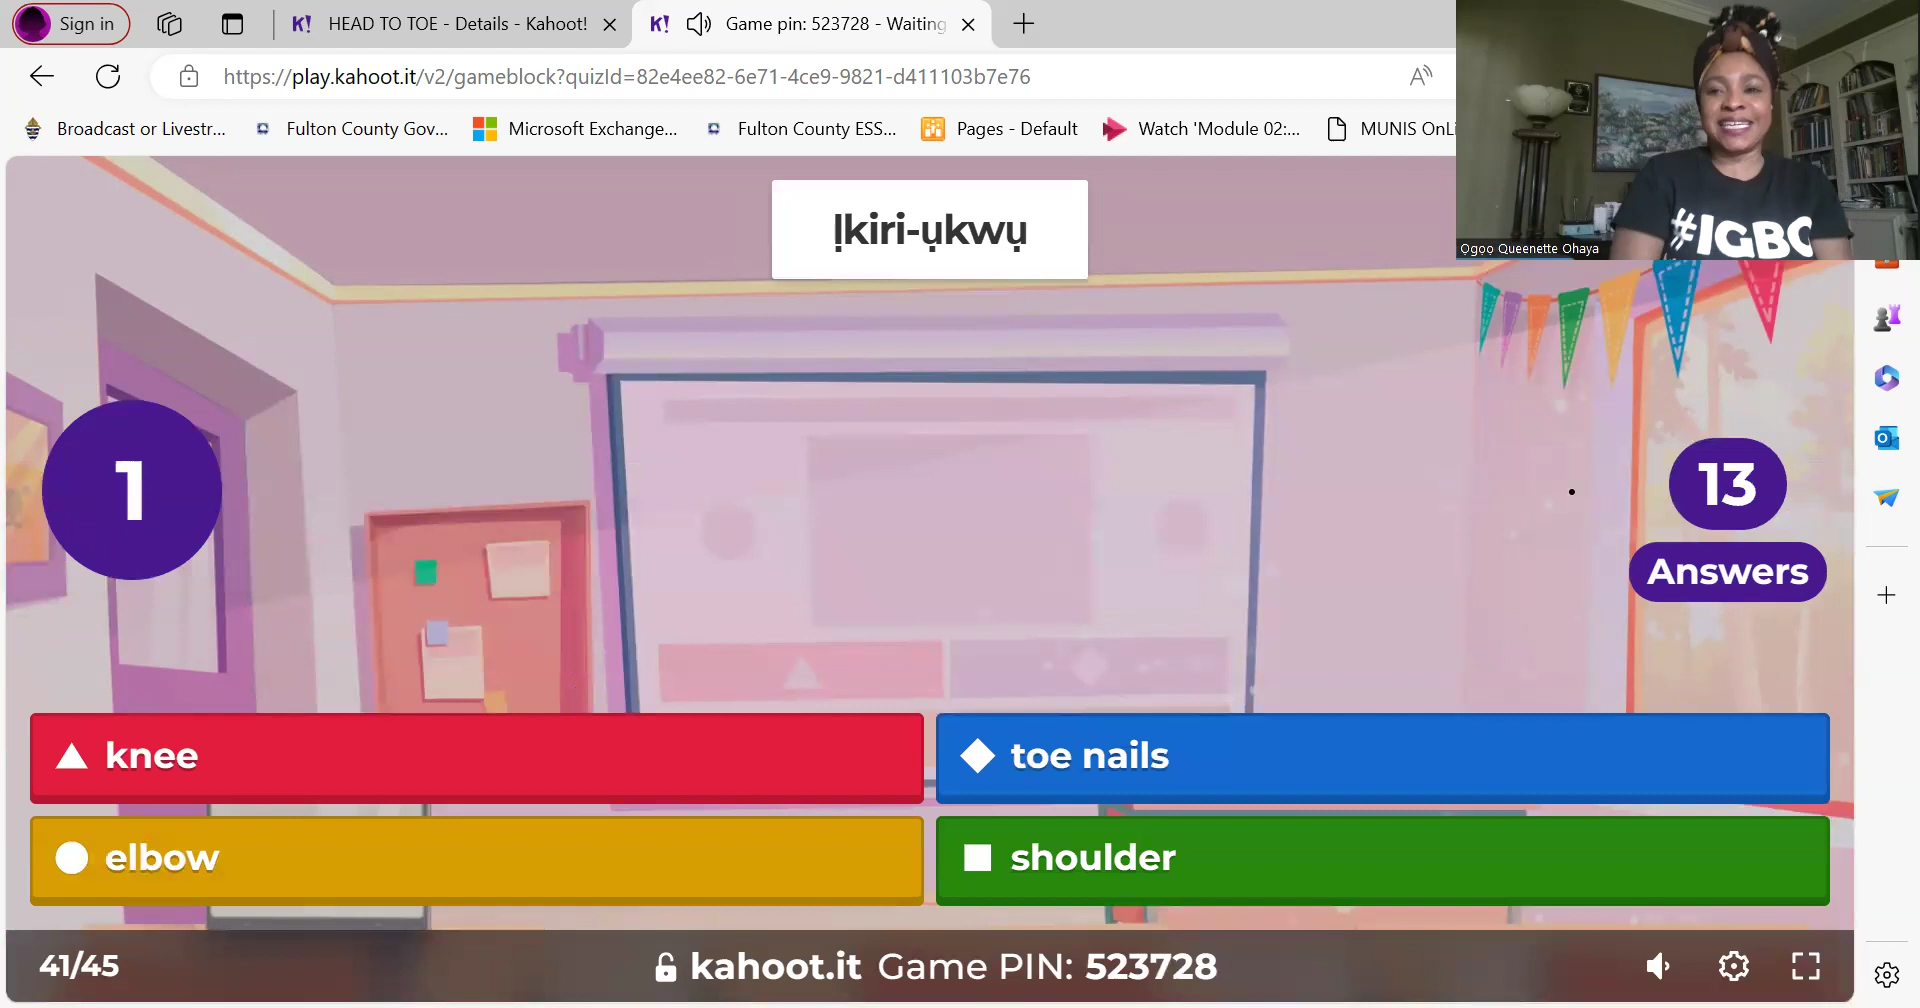 Sign in
HEAD TO TOE - Details - Kahoot!
Game pin: 523728 - Waiting
https://play.kahoot.it/v2/gameblock?quizId=82e4ee82-6e71-4ce9-9821-d411103b7e76
Broadcast or Livestr...
Fulton County Gov...
Microsoft Exchange...
Fulton County ESS...
Pages - Default
Watch 'Module 02:...
MUNIS OnLi
#IGBO
Ọgọọ Queenette Ohaya
Ịkiri-ụkwụ
1
13
Answers
knee
toe nails
elbow
shoulder
41/45
kahoot.it Game PIN: 523728